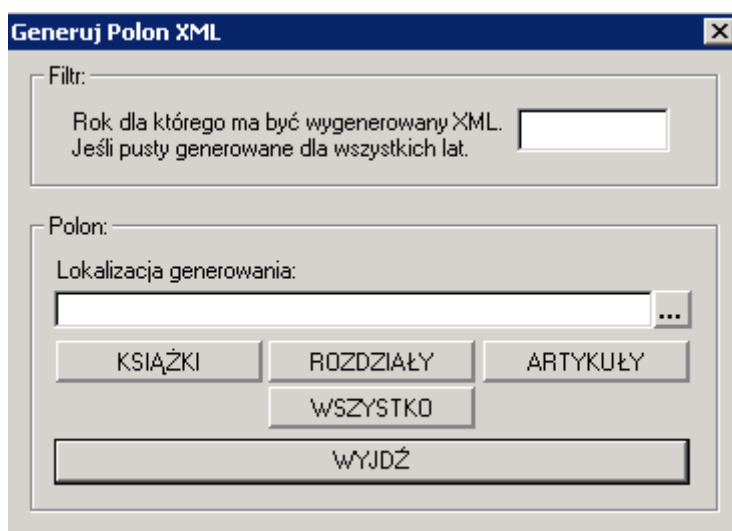 Generuj Polon XML
Filtr:
Rok dla którego ma być wygenerowany XML.
Jeśli pusty generowane dla wszystkich lat.
Polon:
Lokalizacja generowania:
...
KSIĄŻKI ROZDZIAŁY ARTYKUŁY
WSZYSTKO
WYJDŹ